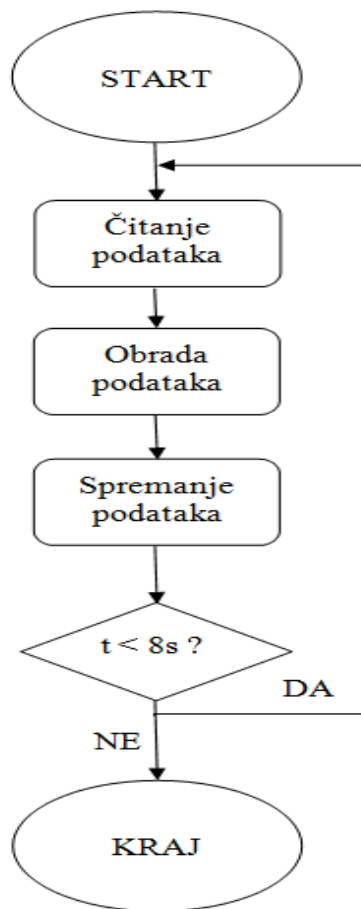 START
Čitanje
podataka
Obrada
podataka
Spremanje
podataka
t < 8s ?
DA
NE
KRAJ